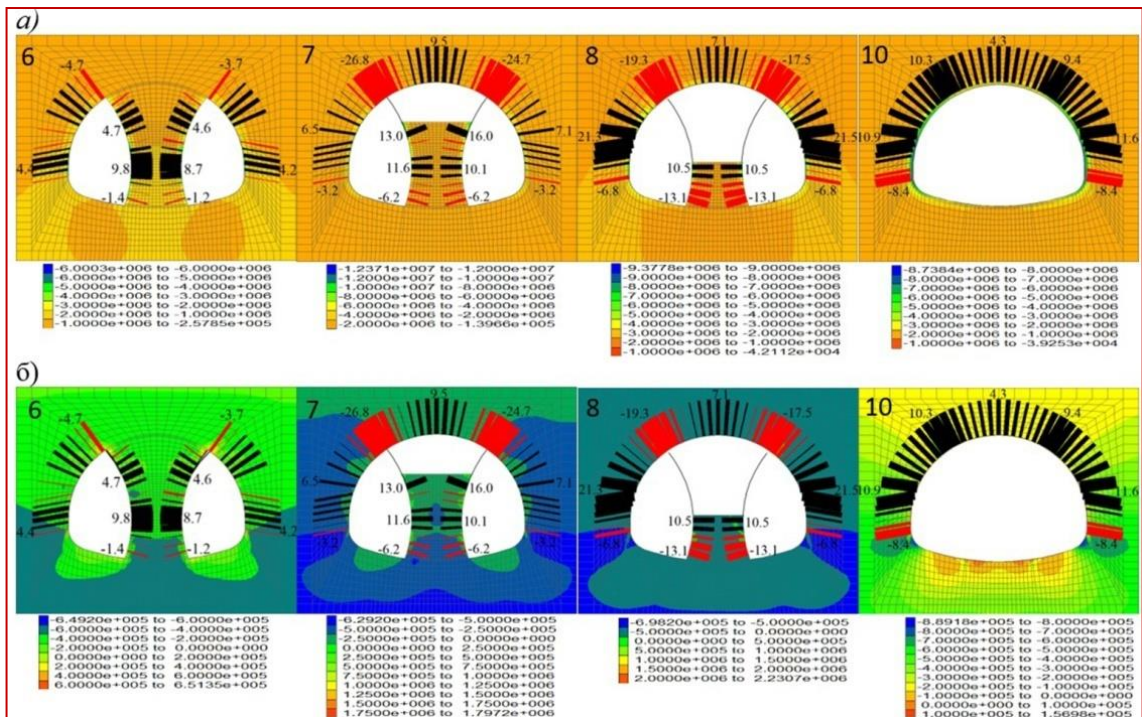 а)
6
-4.7
-3.7
4.7
4.6
9.8
8.7
4.4
4.2
-1.4
-1.2
7
9.5
-26.8
-24.7
6.5
7.1
13.0
16.0
11.6
10.1
-3.2
-3.2
-6.2
-6.2
8
7.1
-19.3
-17.5
21.3
21.5
10.5
10.5
-6.8
-6.8
-13.1
-13.1
10
4.3
10.3
9.4
10.9
11.6
-8.4
-8.4
-6.0003e+006 to -6.0000e+006
-6.0000e+006 to -5.0000e+006
-5.0000e+006 to -4.0000e+006
-4.0000e+006 to -3.0000e+006
-3.0000e+006 to -2.0000e+006
-2.0000e+006 to -1.0000e+006
-1.0000e+006 to -2.5785e+005
-1.2371e+007 to -1.2000e+007
-1.2000e+007 to -1.0000e+007
-1.0000e+007 to -8.0000e+006
-8.0000e+006 to -6.0000e+006
-6.0000e+006 to -4.0000e+006
-4.0000e+006 to -2.0000e+006
-2.0000e+006 to -1.3966e+005
-9.3778e+006 to -9.0000e+006
-9.0000e+006 to -8.0000e+006
-8.0000e+006 to -7.0000e+006
-7.0000e+006 to -6.0000e+006
-6.0000e+006 to -5.0000e+006
-5.0000e+006 to -4.0000e+006
-4.0000e+006 to -3.0000e+006
-3.0000e+006 to -2.0000e+006
-2.0000e+006 to -1.0000e+006
-1.0000e+006 to -4.2112e+004
-8.7384e+006 to -8.0000e+006
-8.0000e+006 to -7.0000e+006
-7.0000e+006 to -6.0000e+006
-6.0000e+006 to -5.0000e+006
-5.0000e+006 to -4.0000e+006
-4.0000e+006 to -3.0000e+006
-3.0000e+006 to -2.0000e+006
-2.0000e+006 to -1.0000e+006
-1.0000e+006 to -3.9253e+004
б)
6
-4.7
-3.7
4.7
4.6
9.8
8.7
4.4
4.2
-1.4
-1.2
7
9.5
-26.8
-24.7
6.5
7.1
13.0
16.0
11.6
10.1
-3.2
-3.2
-6.2
-6.2
8
7.1
-19.3
-17.5
21.3
21.5
10.5
10.5
-6.8
-6.8
-13.1
-13.1
10
4.3
10.3
9.4
10.9
11.6
-8.4
-8.4
-6.4920e+005 to -6.0000e+005
-6.0000e+005 to -4.0000e+005
-4.0000e+005 to -2.0000e+005
-2.0000e+005 to 0.0000e+000
0.0000e+000 to 2.0000e+005
2.0000e+005 to 4.0000e+005
4.0000e+005 to 6.0000e+005
6.0000e+005 to 6.5135e+005
-6.2920e+005 to -5.0000e+005
-5.0000e+005 to -2.5000e+005
-2.5000e+005 to 0.0000e+000
0.0000e+000 to 2.5000e+005
2.5000e+005 to 5.0000e+005
5.0000e+005 to 7.5000e+005
7.5000e+005 to 1.0000e+006
1.0000e+006 to 1.2500e+006
1.2500e+006 to 1.5000e+006
1.5000e+006 to 1.7500e+006
1.7500e+006 to 1.7972e+006
-6.9820e+005 to -5.0000e+005
-5.0000e+005 to 0.0000e+000
0.0000e+000 to 5.0000e+005
5.0000e+005 to 1.0000e+006
1.0000e+006 to 1.5000e+006
1.5000e+006 to 2.0000e+006
2.0000e+006 to 2.2307e+006
-8.8918e+005 to -8.0000e+005
-8.0000e+005 to -7.0000e+005
-7.0000e+005 to -6.0000e+005
-6.0000e+005 to -5.0000e+005
-5.0000e+005 to -4.0000e+005
-4.0000e+005 to -3.0000e+005
-3.0000e+005 to -2.0000e+005
-2.0000e+005 to -1.0000e+005
-1.0000e+005 to 0.0000e+000
0.0000e+000 to 1.0000e+005
1.0000e+005 to 1.5698e+005